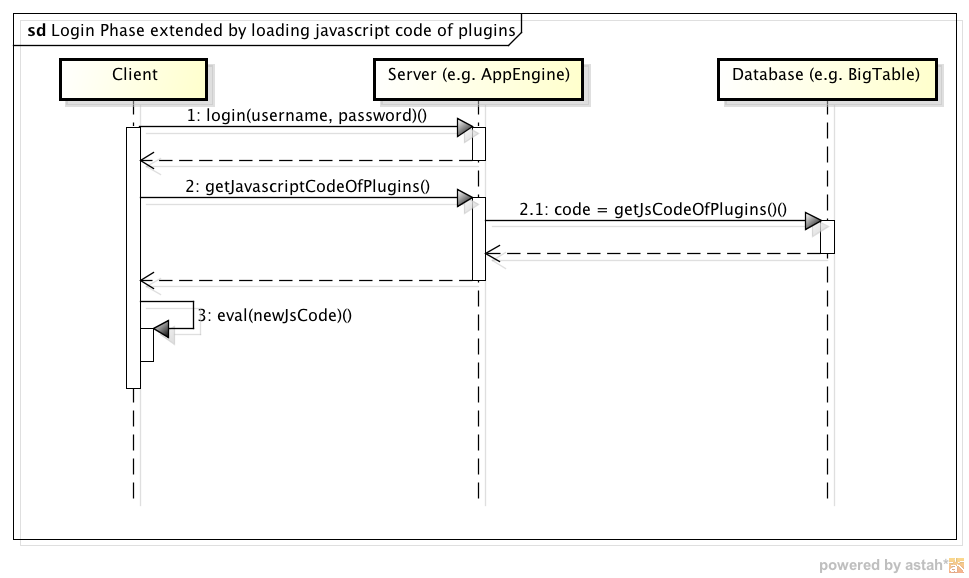 sd Login Phase extended by loading javascript code of plugins
Client
Server (e.g. AppEngine)
Database (e.g. BigTable)
1: login(username, password)()
2: getJavascriptCodeOfPlugins()
2.1: code = getJsCodeOfPlugins()()
3: eval(newJsCode)()
powered by astah*